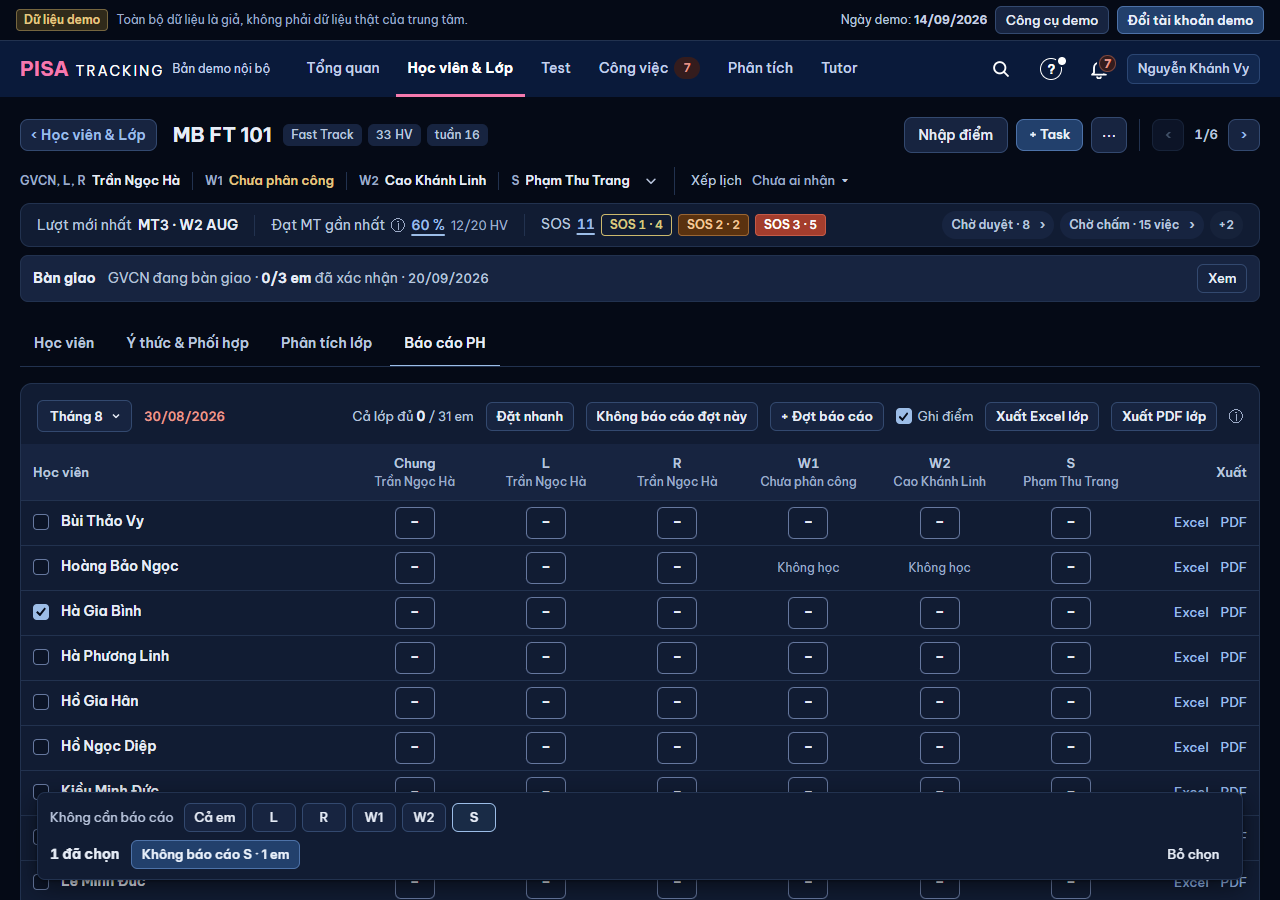 Dữ liệu demo Toàn bộ dữ liệu là giả, không phải dữ liệu thật của trung tâm. Ngày demo: 14/09/2026 Công cụ demo Đổi tài khoản demo
PISA TRACKING Bản demo nội bộ Tổng quan Học viên & Lớp Test Công việc 7 Phân tích Tutor ? 7 Nguyễn Khánh Vy
‹ Học viên & Lớp MB FT 101 Fast Track 33 HV tuần 16 Nhập điểm + Task ··· ‹ 1/6 ›
GVCN, L, R Trần Ngọc Hà W1 Chưa phân công W2 Cao Khánh Linh S Phạm Thu Trang Xếp lịch Chưa ai nhận
Lượt mới nhất MT3 · W2 AUG Đạt MT gần nhất ⓘ 60 % 12/20 HV SOS 11 SOS 1 · 4 SOS 2 · 2 SOS 3 · 5 Chờ duyệt · 8 › Chờ chấm · 15 việc › +2
Bàn giao GVCN đang bàn giao · 0/3 em đã xác nhận · 20/09/2026 Xem
Học viên Ý thức & Phối hợp Phân tích lớp Báo cáo PH
Tháng 8 30/08/2026 Cả lớp đủ 0 / 31 em Đặt nhanh Không báo cáo đợt này + Đợt báo cáo Ghi điểm Xuất Excel lớp Xuất PDF lớp ⓘ
Học viên Chung L R W1 W2 S Xuất
Trần Ngọc Hà Trần Ngọc Hà Trần Ngọc Hà Chưa phân công Cao Khánh Linh Phạm Thu Trang
Bùi Thảo Vy – – – – – – Excel PDF
Hoàng Bảo Ngọc – – – Không học Không học – Excel PDF
Hà Gia Bình – – – – – – Excel PDF
Hà Phương Linh – – – – – – Excel PDF
Hồ Gia Hân – – – – – – Excel PDF
Hồ Ngọc Diệp – – – – – – Excel PDF
Kiều Minh Đức – – – – – – Excel PDF
Không cần báo cáo Cả em L R W1 W2 S
1 đã chọn Không báo cáo S · 1 em Bỏ chọn
Lê Minh Đức – – – – – – Excel PDF